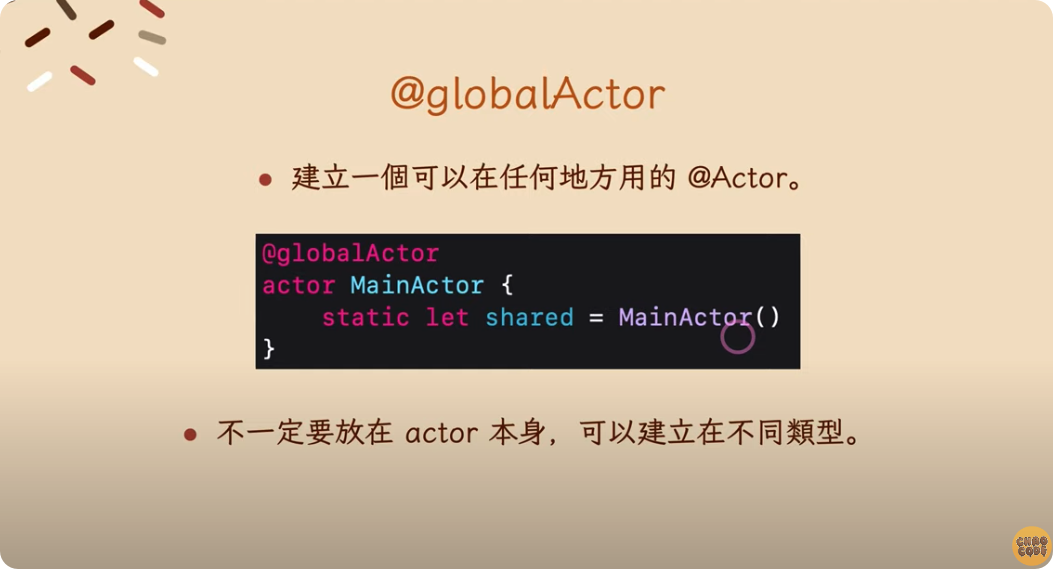 @globalActor
建立一個可以在任何地方用的 @Actor。
@globalActor
actor MainActor {
    static let shared = MainActor()
}
不一定要放在 actor 本身，可以建立在不同類型。
CHAO
CODE